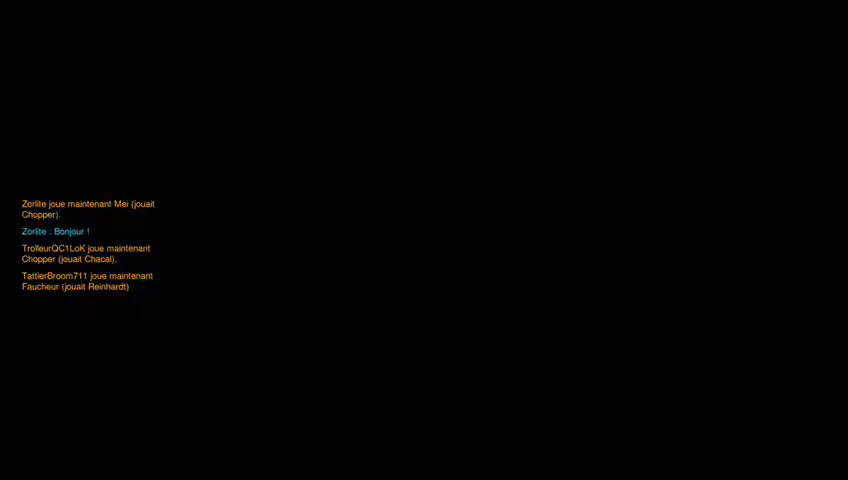 Zorlite joue maintenant Mei (jouait
Chopper).
Zorlite : Bonjour !
TrolleurQC1LoK joue maintenant
Chopper (jouait Chacal).
TattierBroom711 joue maintenant
Faucheur (jouait Reinhardt)